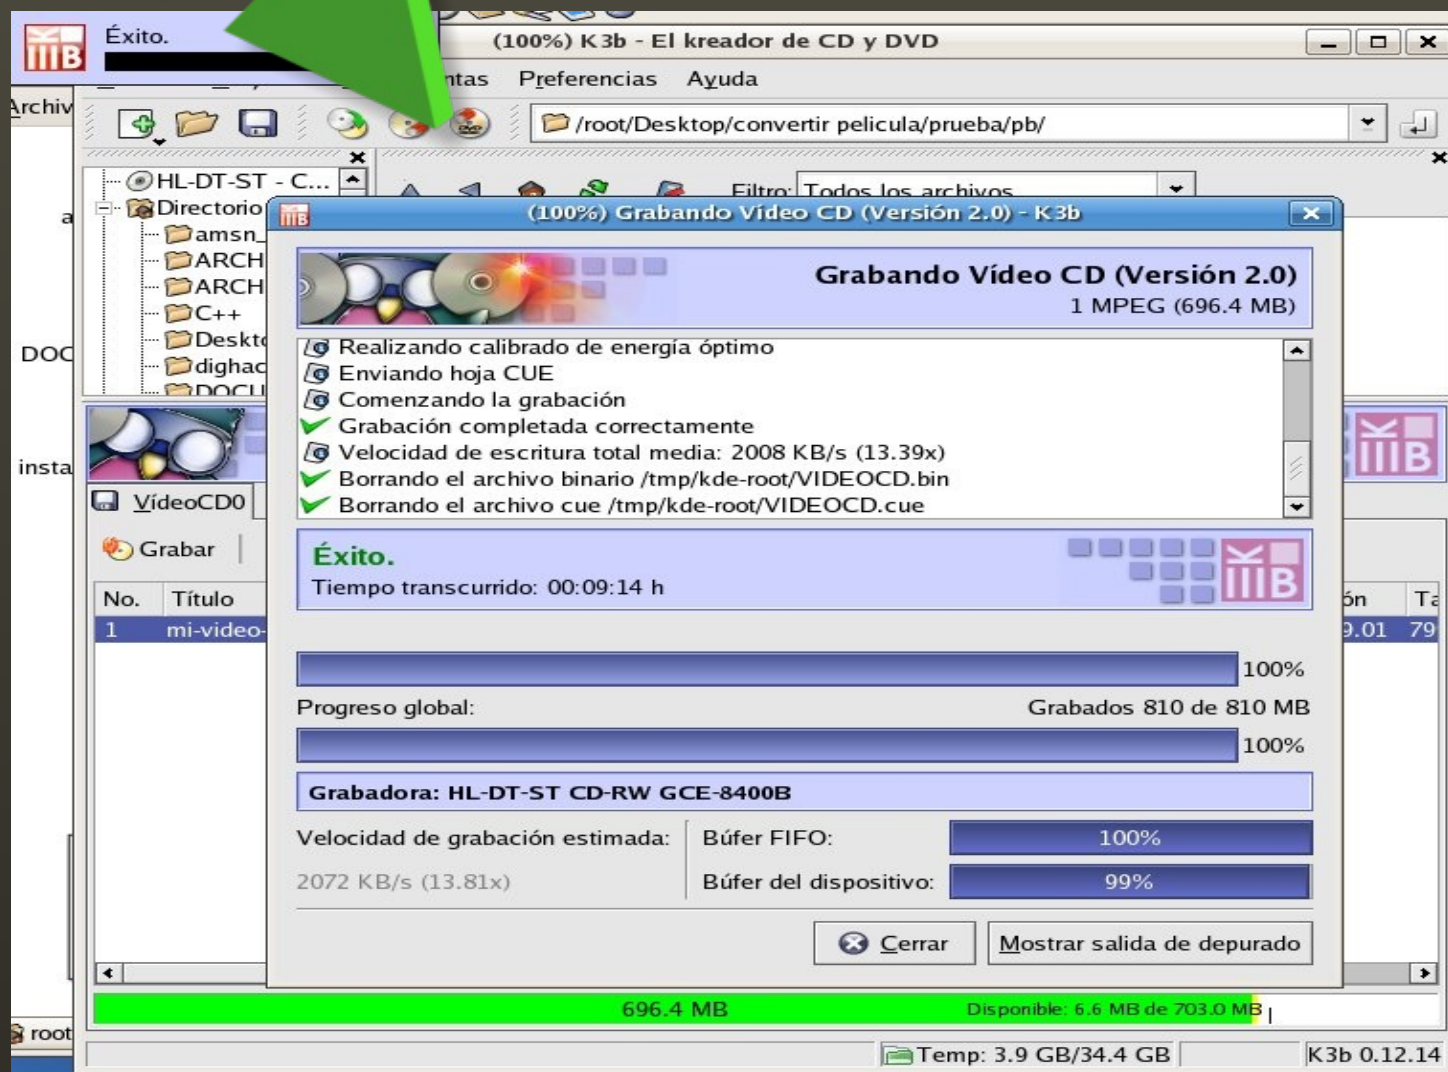 Éxito.
(100%) K3b - El kreador de CD y DVD
Preferencias Ayuda
/root/Desktop/convertir pelicula/prueba/pb/
HL-DT-ST - C...
Filtro: Todos los archivos
Directorio
amsn_
ARCH
ARCH
C++
Deskto
dighac
DOCU
DOC
insta
(100%) Grabando Vídeo CD (Versión 2.0) - K3b
Grabando Vídeo CD (Versión 2.0)
1 MPEG (696.4 MB)
Realizando calibrado de energía óptimo
Enviando hoja CUE
Comenzando la grabación
Grabación completada correctamente
Velocidad de escritura total media: 2008 KB/s (13.39x)
Borrando el archivo binario /tmp/kde-root/VIDEOCD.bin
Borrando el archivo cue /tmp/kde-root/VIDEOCD.cue
VídeoCD0
Grabar
Éxito.
Tiempo transcurrido: 00:09:14 h
No. Título
1 mi-video-
9.01 79
100%
Progreso global: Grabados 810 de 810 MB
100%
Grabadora: HL-DT-ST CD-RW GCE-8400B
Velocidad de grabación estimada: Búfer FIFO: 100%
2072 KB/s (13.81x) Búfer del dispositivo: 99%
Cerrar Mostrar salida de depurado
696.4 MB Disponible: 6.6 MB de 703.0 MB
root
Temp: 3.9 GB/34.4 GB K3b 0.12.14